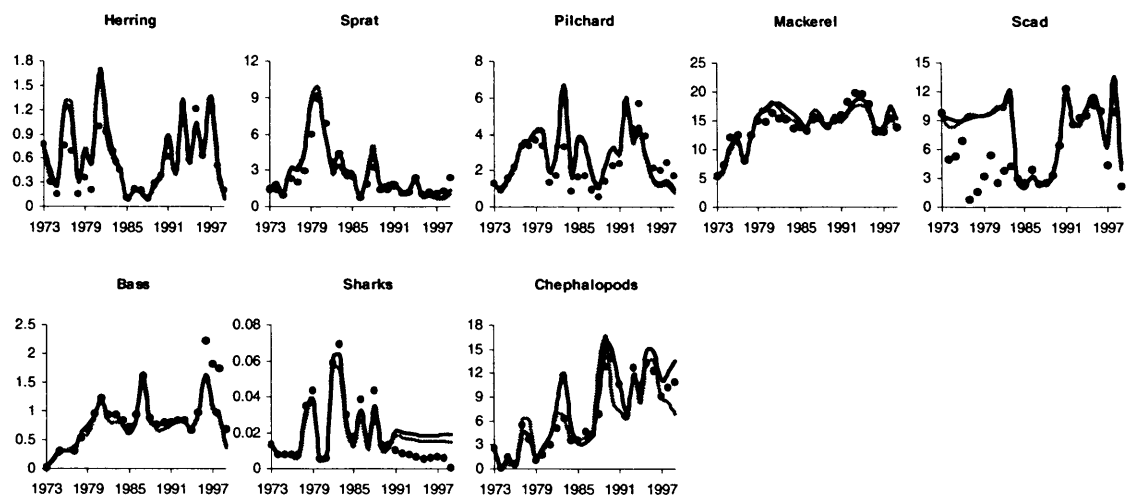 Herring Sprat Pilchard Mackerel Scad
1.8 12 8 25 15
1.5 20 12
1.2 9 6
0.9 6 4 15 9
0.6 10 6
0.3 3 2 5 3
0 0 0 0 0
1973 1979 1985 1991 1997 1973 1979 1985 1991 1997 1973 1979 1985 1991 1997 1973 1979 1985 1991 1997 1973 1979 1985 1991 1997
Bass Sharks Chephalopods
2.5 0.08 18
2 0.06 15
1.5 12
1 0.04 9
0.5 0.02 6
3
0 0 0
1973 1979 1985 1991 1997 1973 1979 1985 1991 1997 1973 1979 1985 1991 1997